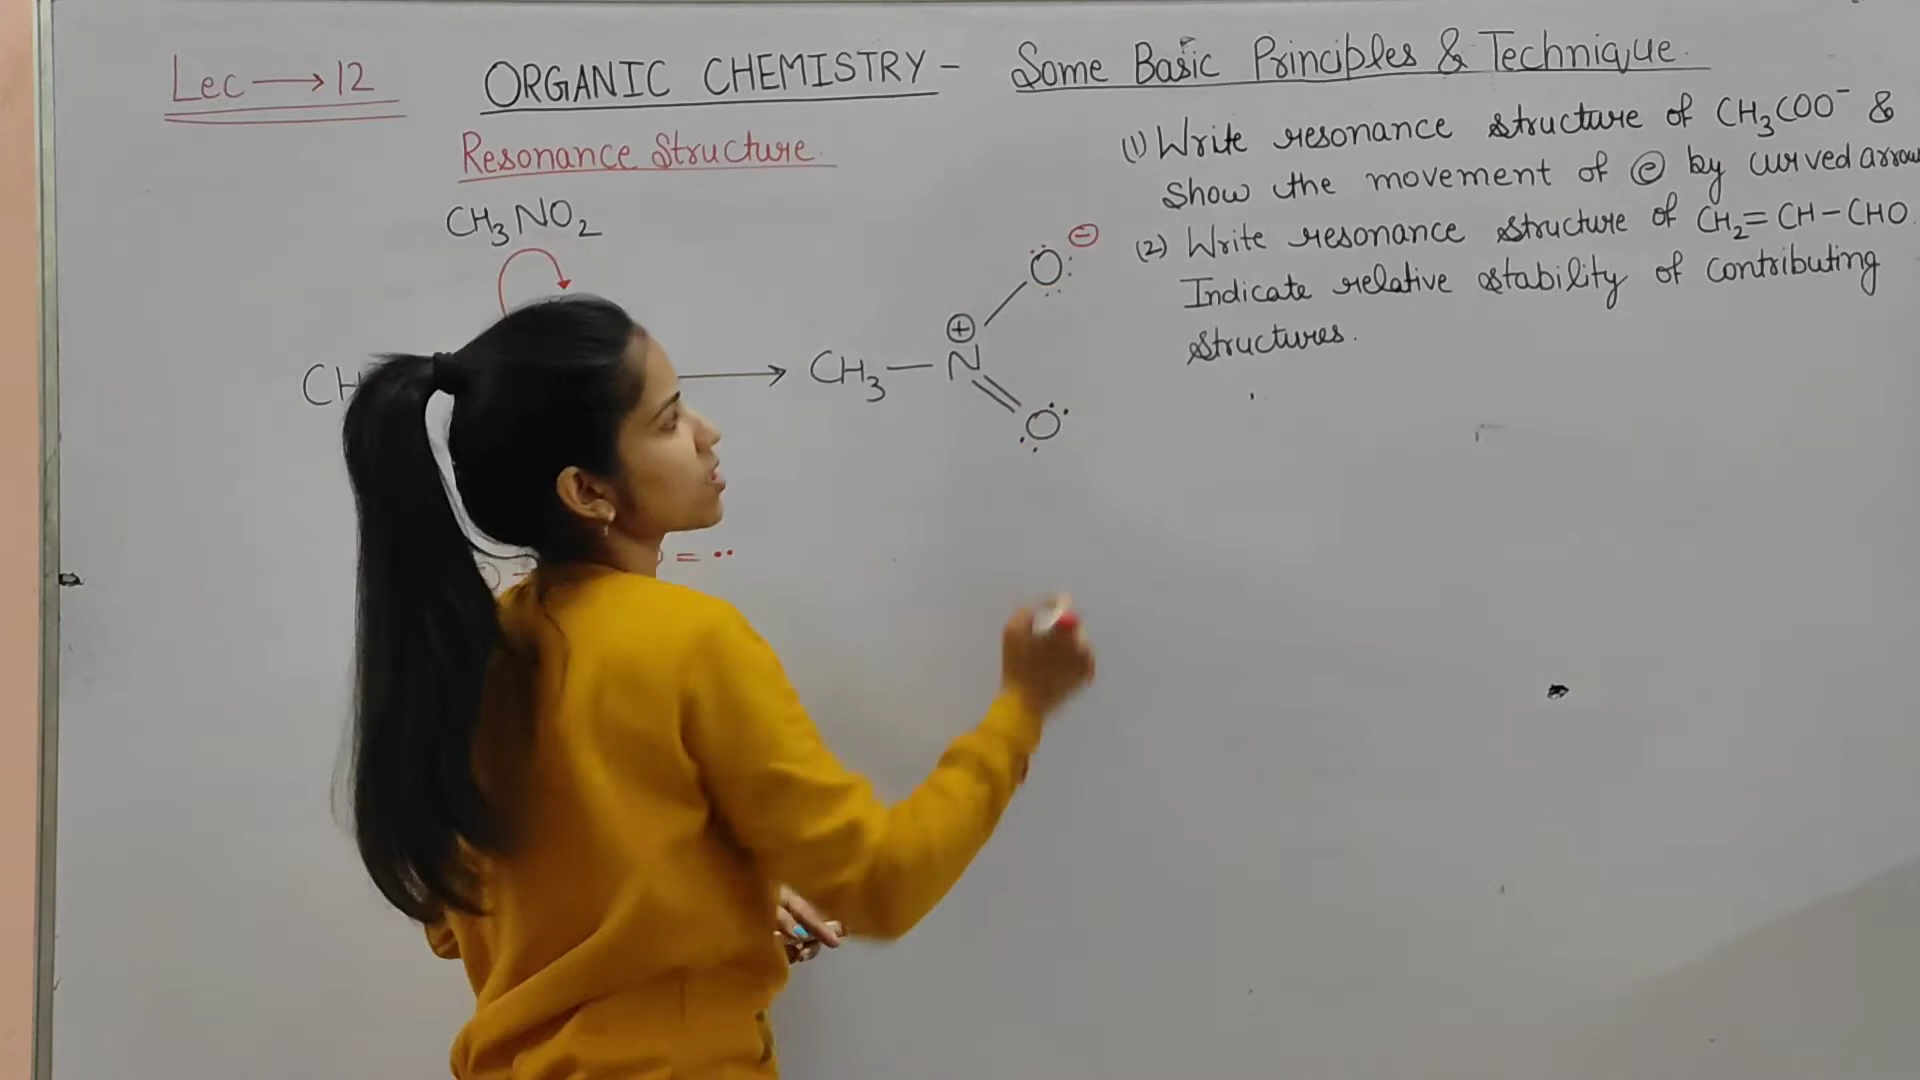 Lec → 12
ORGANIC CHEMISTRY - Some Basic Principles & Technique.
Resonance Structure
CH₃NO₂
CH
→ CH₃ — N ⊕
O ⊖
O
= ••
(1) Write resonance structure of CH₃COO⁻ &
Show the movement of ⓔ by curved arrow
(2) Write resonance structure of CH₂=CH-CHO.
Indicate relative stability of contributing
structures.